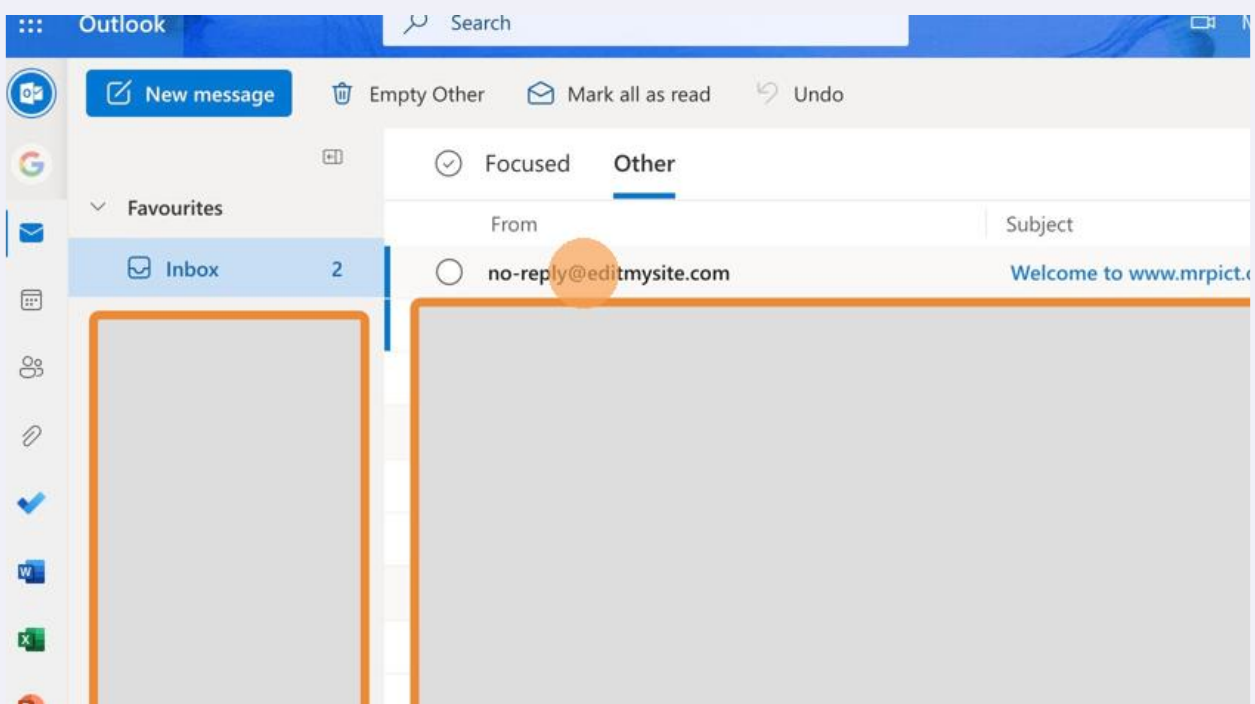 Outlook
Search
New message
Empty Other
Mark all as read
Undo
Focused
Other
Favourites
From
Subject
Inbox
2
no-reply@editmysite.com
Welcome to www.mrpict.